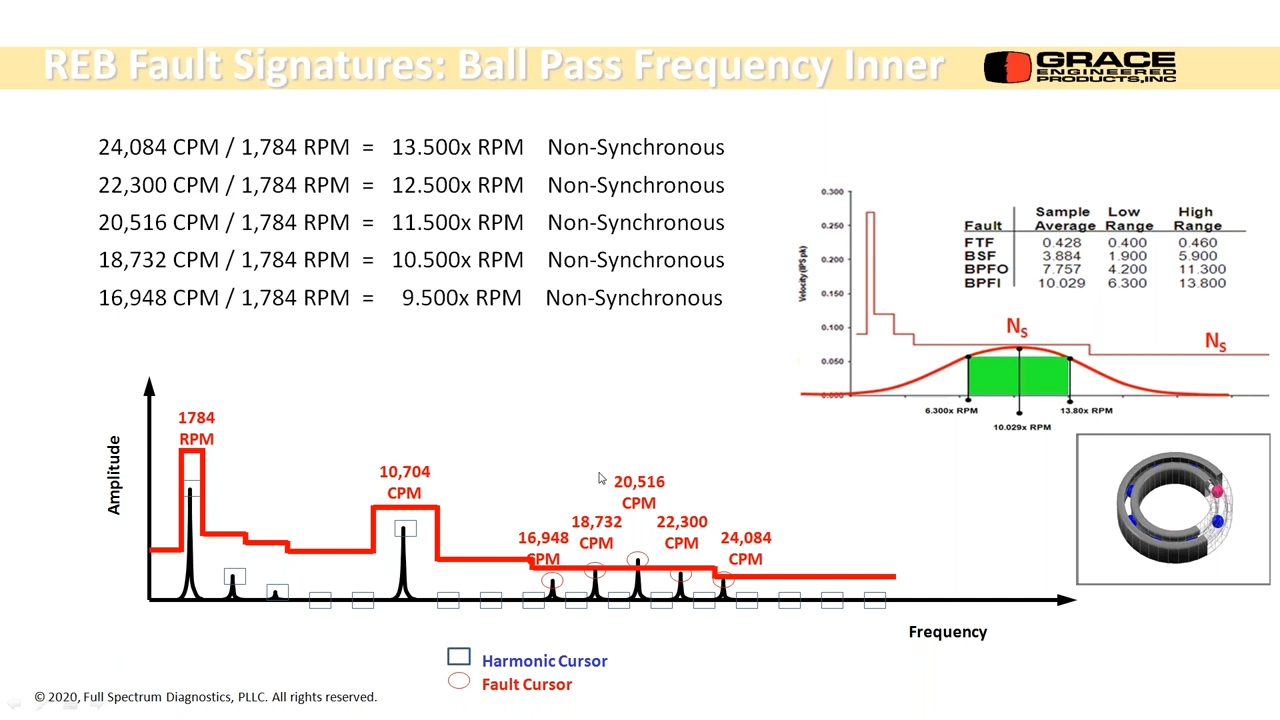 REB Fault Signatures: Ball Pass Frequency Inner
GRACE
ENGINEERED
PRODUCTS, INC
24,084 CPM / 1,784 RPM = 13.500x RPM Non-Synchronous
22,300 CPM / 1,784 RPM = 12.500x RPM Non-Synchronous
20,516 CPM / 1,784 RPM = 11.500x RPM Non-Synchronous
18,732 CPM / 1,784 RPM = 10.500x RPM Non-Synchronous
16,948 CPM / 1,784 RPM = 9.500x RPM Non-Synchronous
0.300
0.250
0.200
0.150
0.100
0.050
0.000
Velocity (IPS pk)
Sample Low High
Fault Average Range Range
FTF 0.428 0.400 0.460
BSF 3.884 1.900 5.900
BPFO 7.757 4.200 11.300
BPFI 10.029 6.300 13.800
NS
NS
6.300x RPM
13.80x RPM
10.029x RPM
Amplitude
1784
RPM
10,704
CPM
16,948
CPM
18,732
CPM
20,516
CPM
22,300
CPM
24,084
CPM
Frequency
Harmonic Cursor
Fault Cursor
© 2020, Full Spectrum Diagnostics, PLLC. All rights reserved.